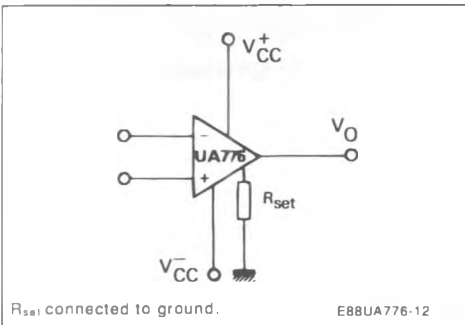 V+CC
−
UA776
+
VO
Rset
V−CC
Rset connected to ground.
E88UA776-12